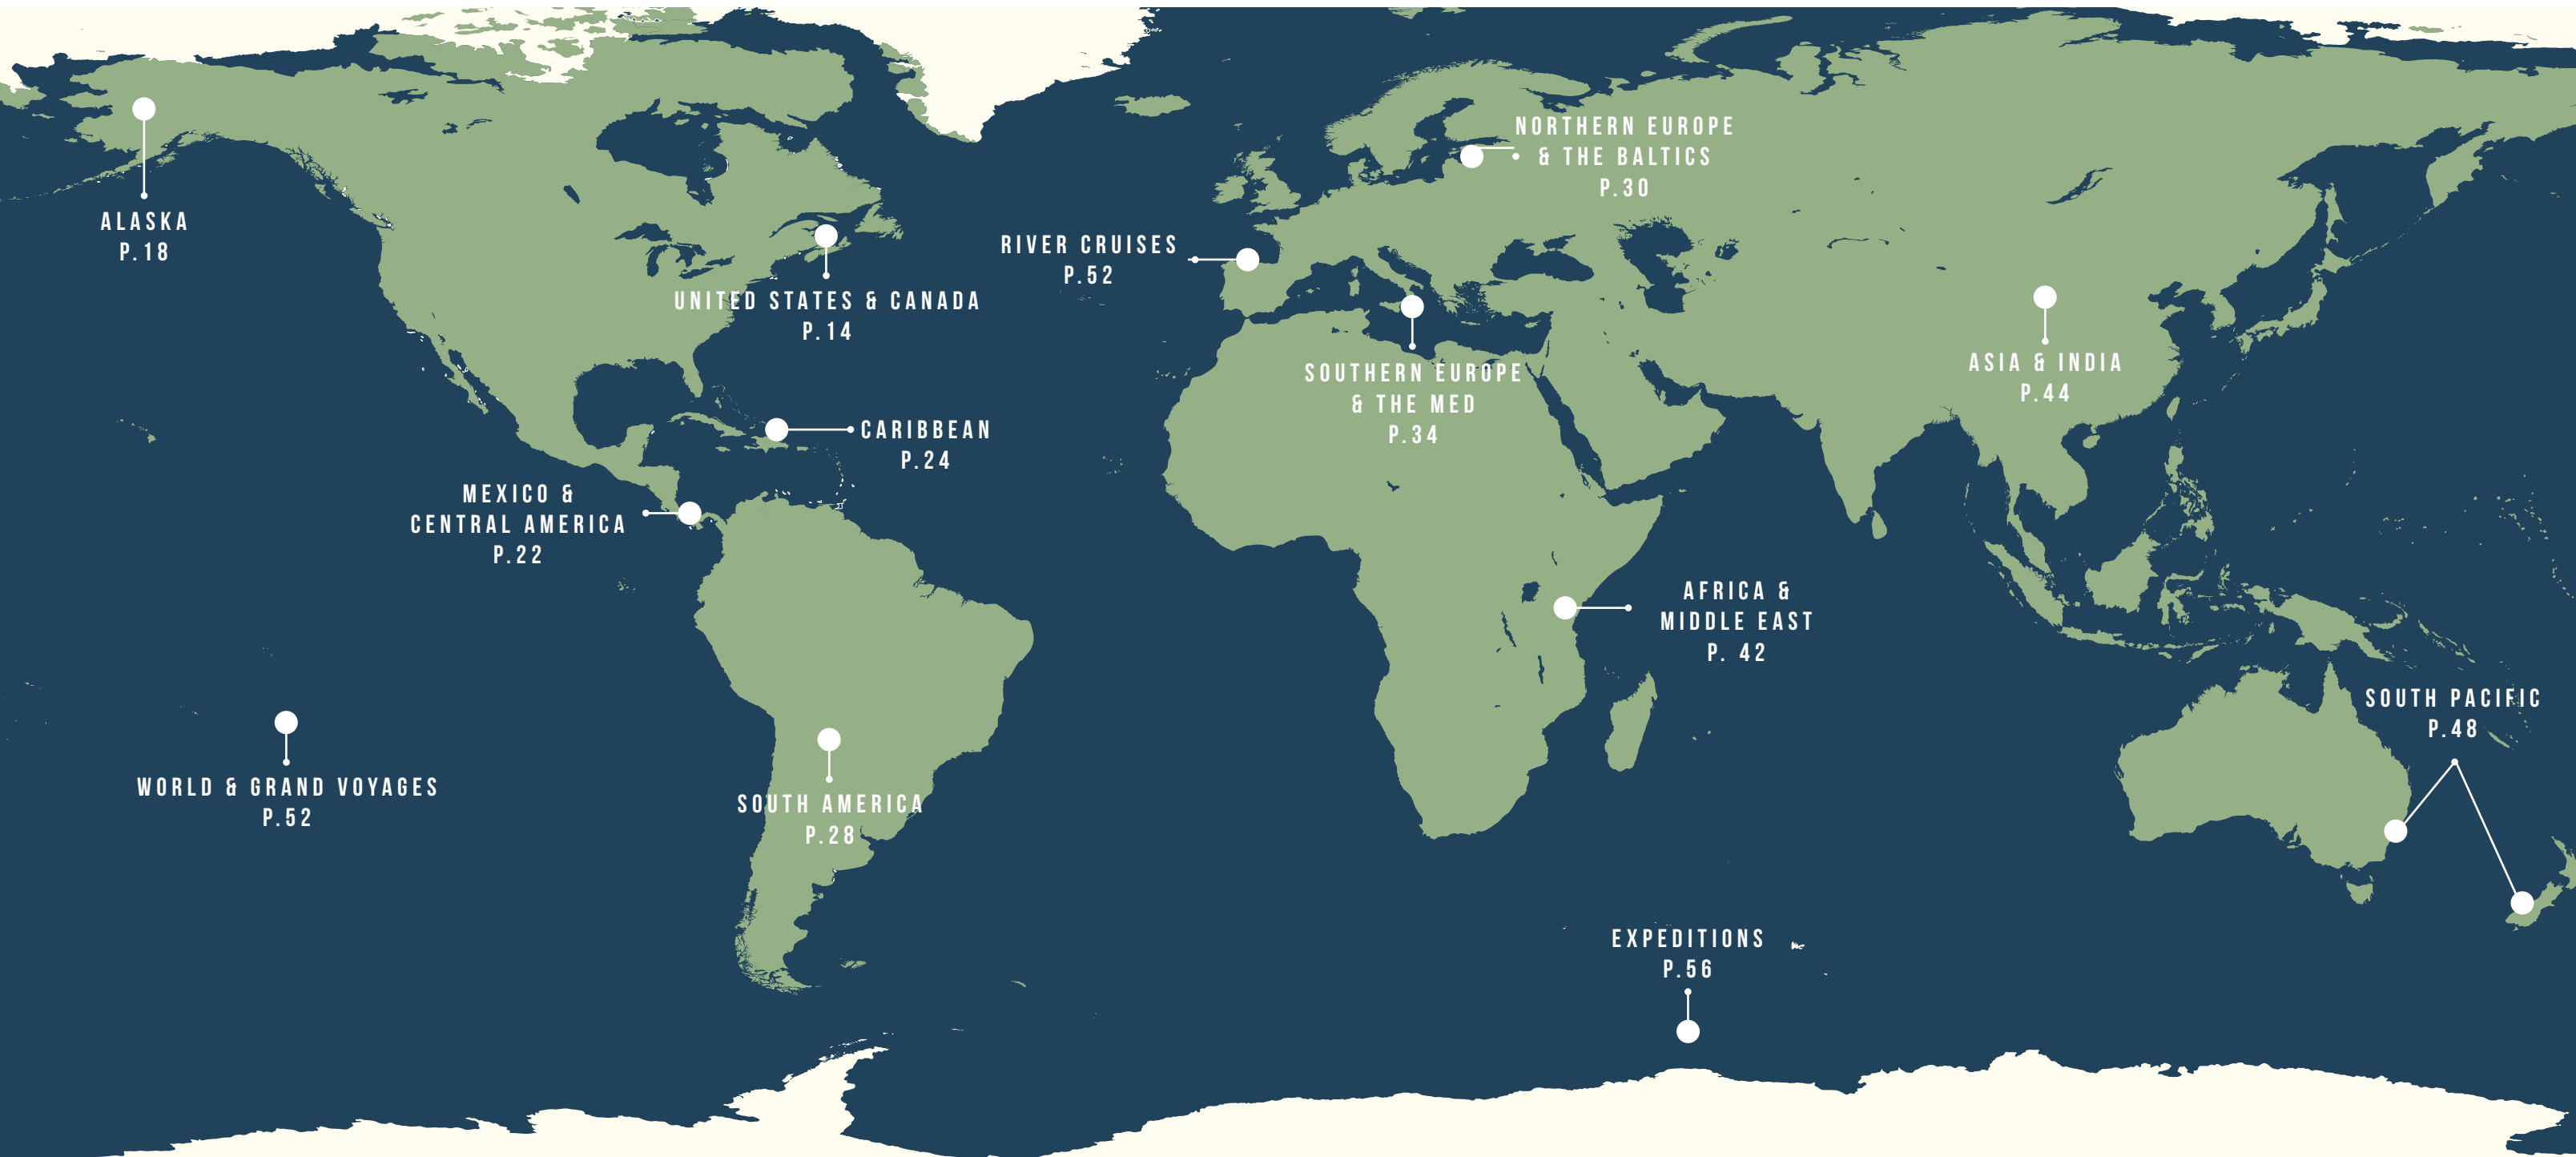 NORTHERN EUROPE
& THE BALTICS
P.30
ALASKA
P.18
RIVER CRUISES
P.52
UNITED STATES & CANADA
P.14
SOUTHERN EUROPE
& THE MED
P.34
ASIA & INDIA
P.44
CARIBBEAN
P.24
MEXICO &
CENTRAL AMERICA
P.22
AFRICA &
MIDDLE EAST
P. 42
SOUTH PACIFIC
P.48
WORLD & GRAND VOYAGES
P.52
SOUTH AMERICA
P.28
EXPEDITIONS
P.56